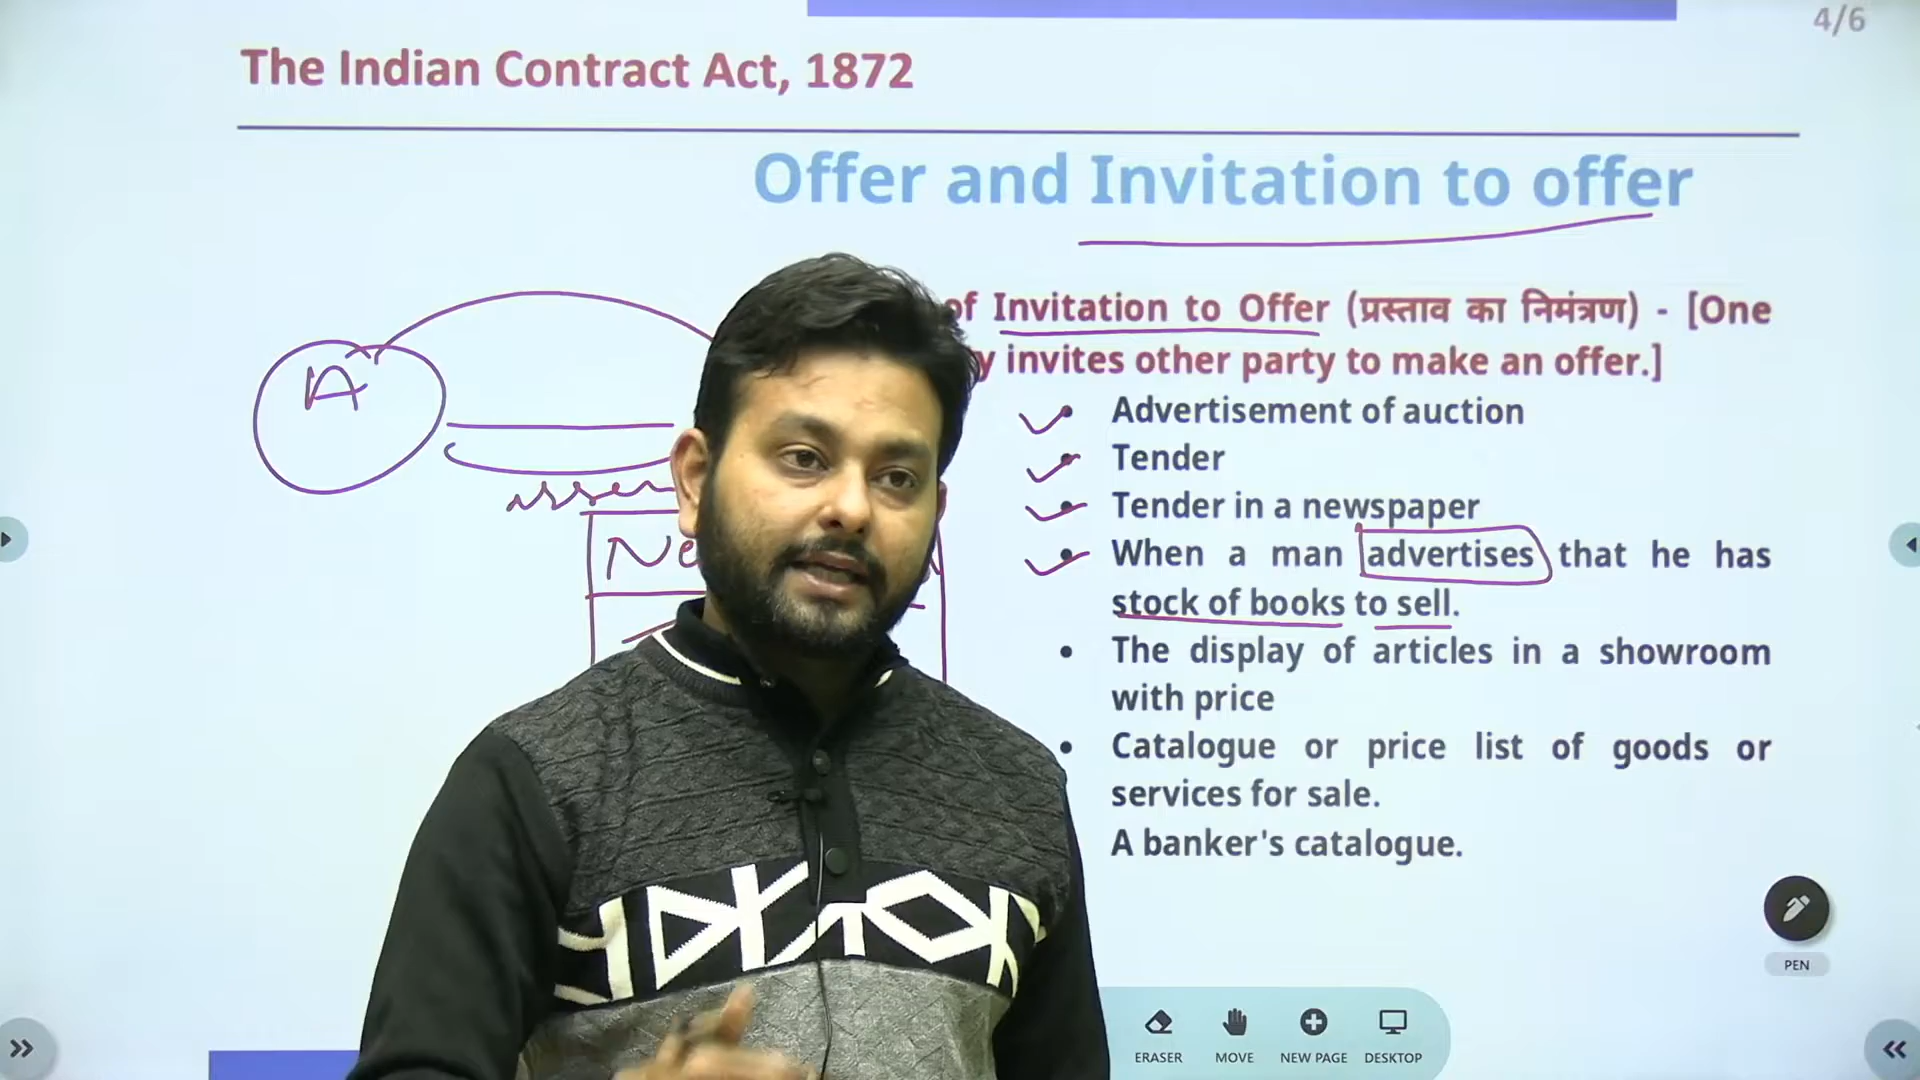 4/6
The Indian Contract Act, 1872
Offer and Invitation to offer
of Invitation to Offer (प्रस्ताव का निमंत्रण) - [One
y invites other party to make an offer.]
A
• Advertisement of auction
• Tender
• Tender in a newspaper
• When a man advertises that he has
stock of books to sell.
• The display of articles in a showroom
with price
• Catalogue or price list of goods or
services for sale.
A banker's catalogue.
PEN
ERASER MOVE NEW PAGE DESKTOP